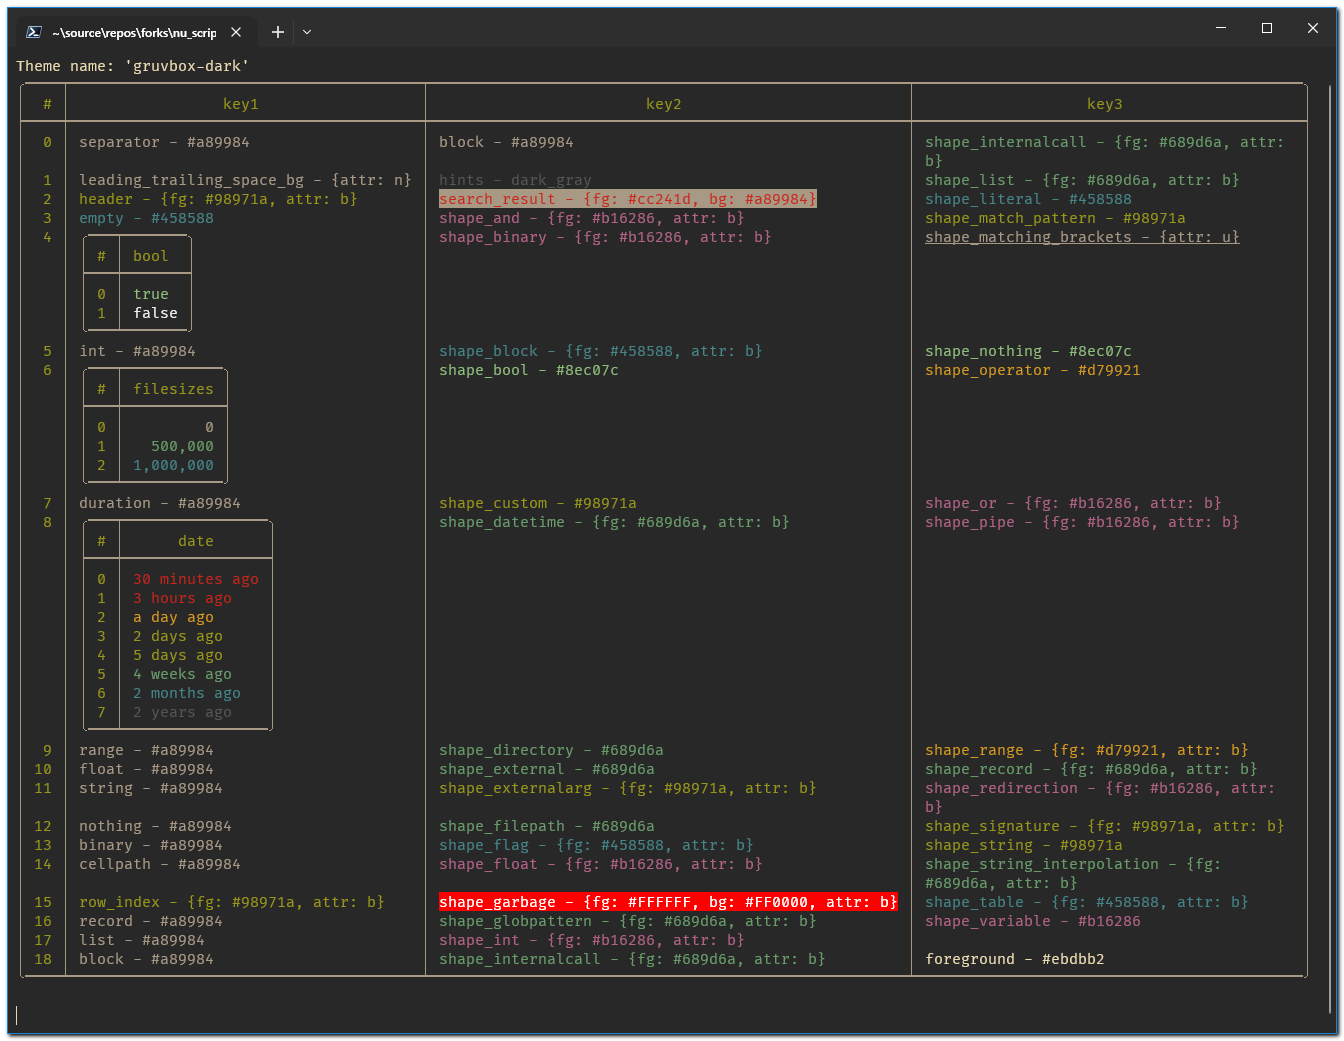 ~\source\repos\forks\nu_scrip
Theme name: 'gruvbox-dark'
# key1 key2 key3
0 separator - #a89984 block - #a89984 shape_internalcall - {fg: #689d6a, attr:
b}
1 leading_trailing_space_bg - {attr: n} hints - dark_gray shape_list - {fg: #689d6a, attr: b}
2 header - {fg: #98971a, attr: b} search_result - {fg: #cc241d, bg: #a89984} shape_literal - #458588
3 empty - #458588 shape_and - {fg: #b16286, attr: b} shape_match_pattern - #98971a
4 shape_binary - {fg: #b16286, attr: b} shape_matching_brackets - {attr: u}
# bool
0 true
1 false
5 int - #a89984 shape_block - {fg: #458588, attr: b} shape_nothing - #8ec07c
6 shape_bool - #8ec07c shape_operator - #d79921
# filesizes
0 0
1 500,000
2 1,000,000
7 duration - #a89984 shape_custom - #98971a shape_or - {fg: #b16286, attr: b}
8 shape_datetime - {fg: #689d6a, attr: b} shape_pipe - {fg: #b16286, attr: b}
# date
0 30 minutes ago
1 3 hours ago
2 a day ago
3 2 days ago
4 5 days ago
5 4 weeks ago
6 2 months ago
7 2 years ago
9 range - #a89984 shape_directory - #689d6a shape_range - {fg: #d79921, attr: b}
10 float - #a89984 shape_external - #689d6a shape_record - {fg: #689d6a, attr: b}
11 string - #a89984 shape_externalarg - {fg: #98971a, attr: b} shape_redirection - {fg: #b16286, attr:
b}
12 nothing - #a89984 shape_filepath - #689d6a shape_signature - {fg: #98971a, attr: b}
13 binary - #a89984 shape_flag - {fg: #458588, attr: b} shape_string - #98971a
14 cellpath - #a89984 shape_float - {fg: #b16286, attr: b} shape_string_interpolation - {fg:
#689d6a, attr: b}
15 row_index - {fg: #98971a, attr: b} shape_garbage - {fg: #FFFFFF, bg: #FF0000, attr: b} shape_table - {fg: #458588, attr: b}
16 record - #a89984 shape_globpattern - {fg: #689d6a, attr: b} shape_variable - #b16286
17 list - #a89984 shape_int - {fg: #b16286, attr: b}
18 block - #a89984 shape_internalcall - {fg: #689d6a, attr: b} foreground - #ebdbb2